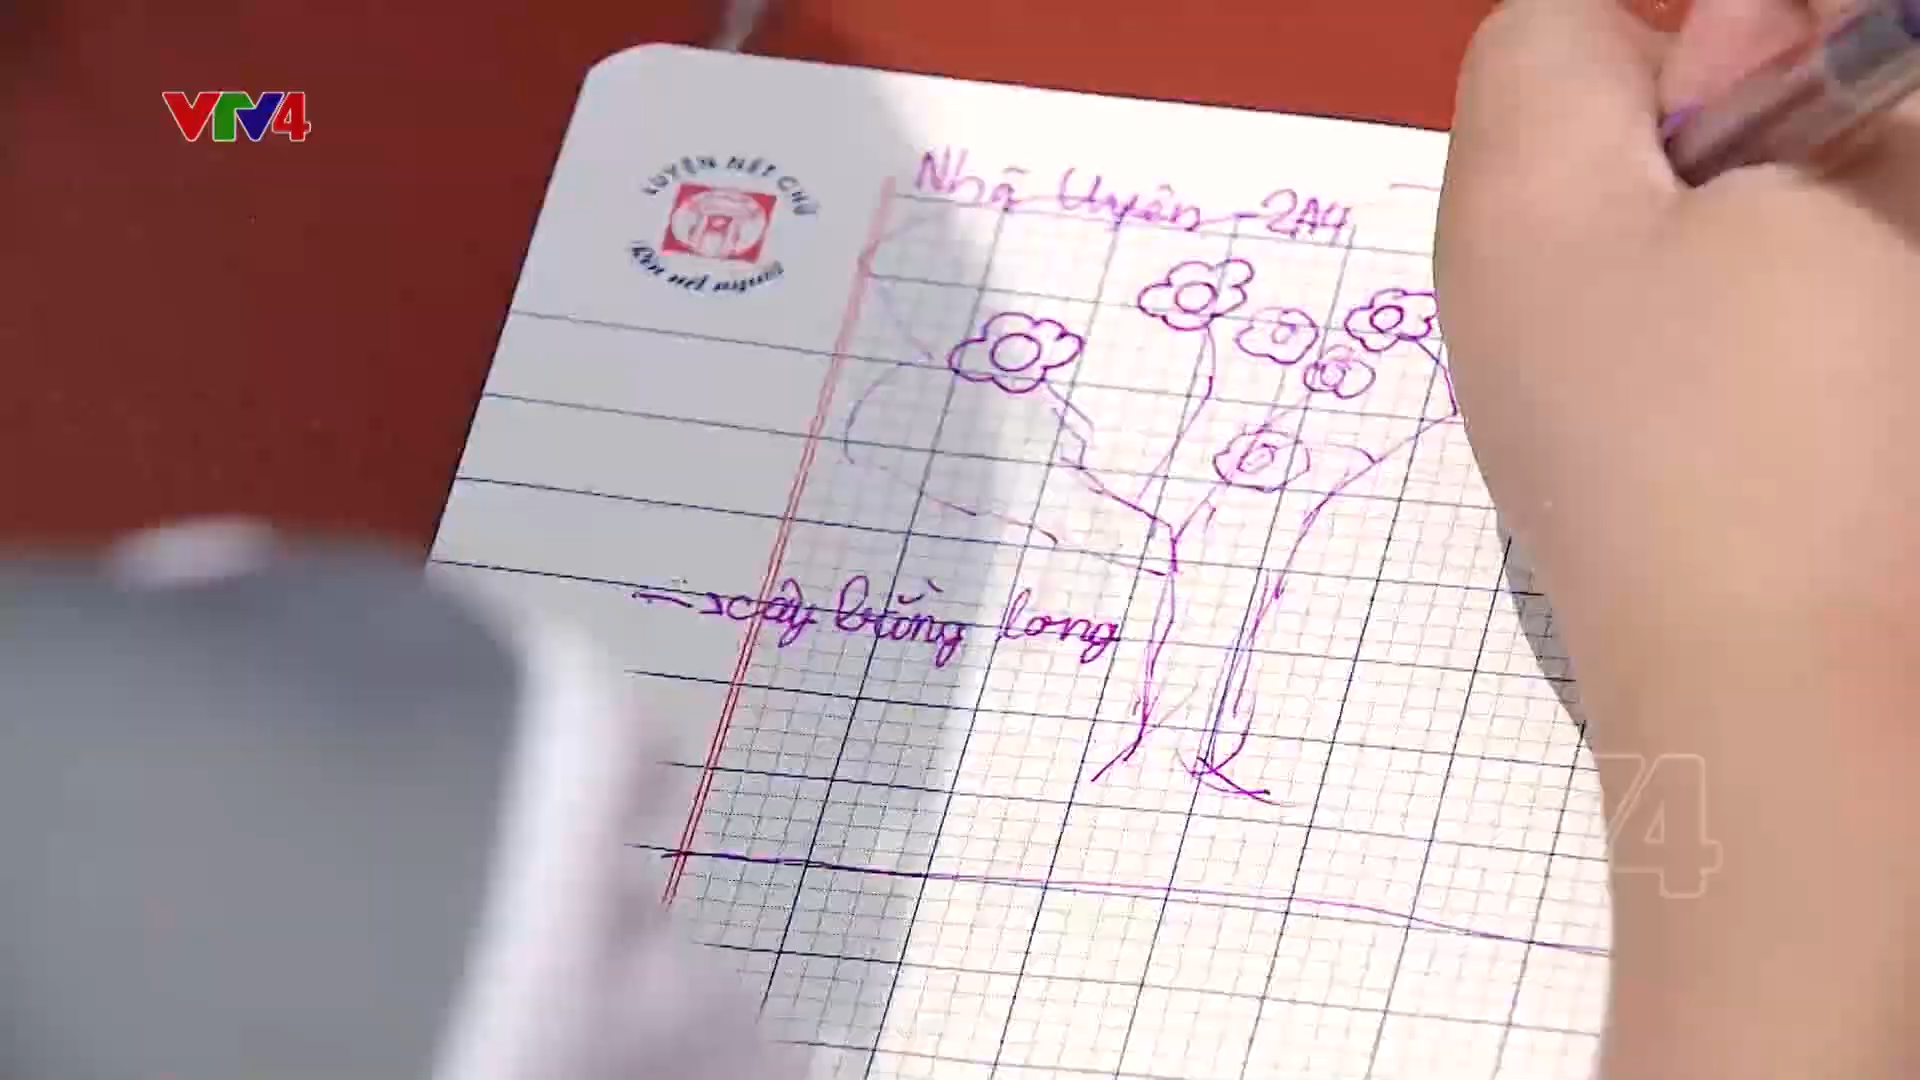 VTV4
LUYỆN NÉT CHỮ
Rèn nết người
Nhã Uyên - 2A4
- cây bằng lăng